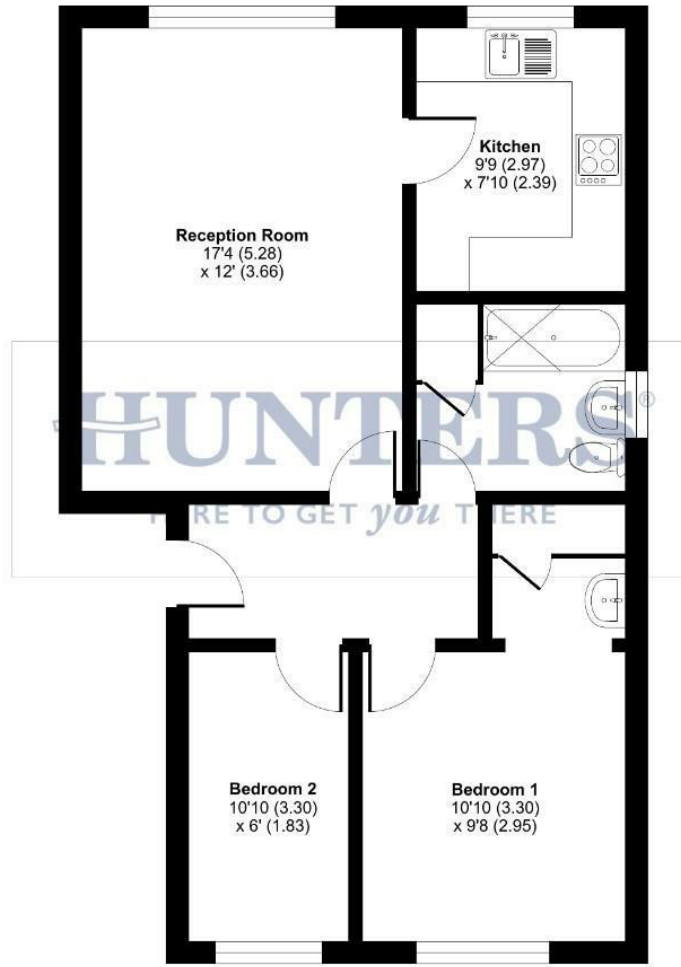 Kitchen
9'9 (2.97)
x 7'10 (2.39)
Reception Room
17'4 (5.28)
x 12' (3.66)
HUNTERS®
HERE TO GET you THERE
Bedroom 2
10'10 (3.30)
x 6' (1.83)
Bedroom 1
10'10 (3.30)
x 9'8 (2.95)